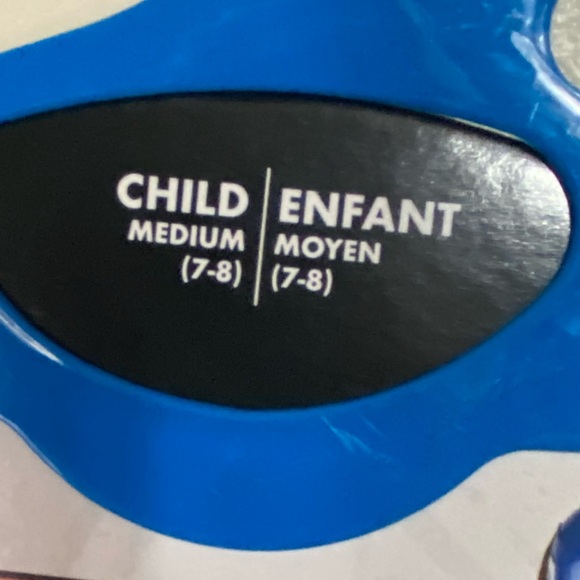 CHILD
MEDIUM
(7-8)
ENFANT
MOYEN
(7-8)